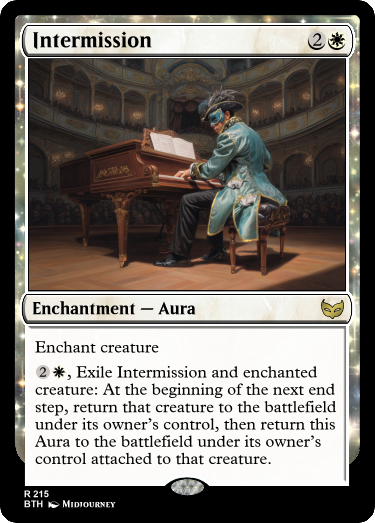 Intermission 2
Enchantment — Aura
Enchant creature
2, Exile Intermission and enchanted
creature: At the beginning of the next end
step, return that creature to the battlefield
under its owner's control, then return this
Aura to the battlefield under its owner's
control attached to that creature.
R 215
BTH Midjourney